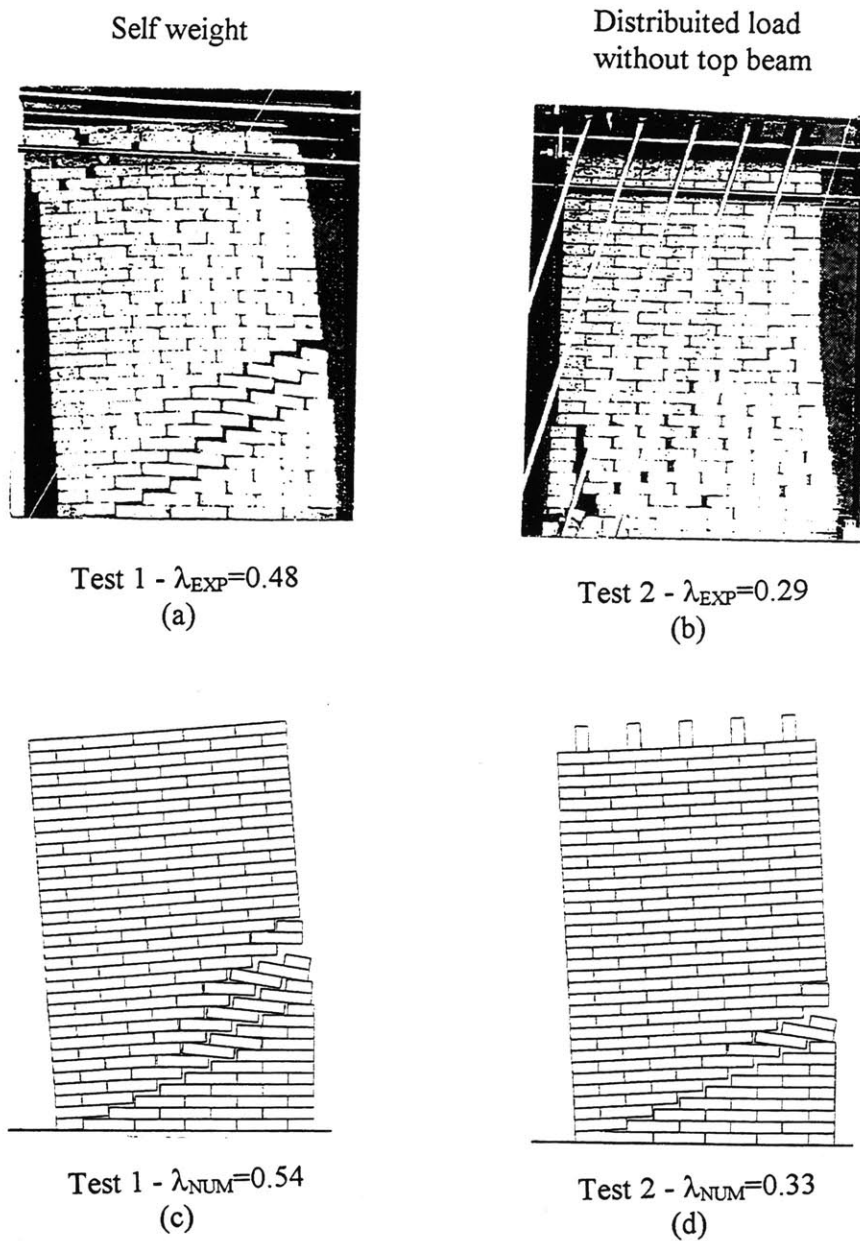 Self weight
Distribuited load
without top beam
Test 1 - λEXP=0.48
(a)
Test 2 - λEXP=0.29
(b)
Test 1 - λNUM=0.54
(c)
Test 2 - λNUM=0.33
(d)